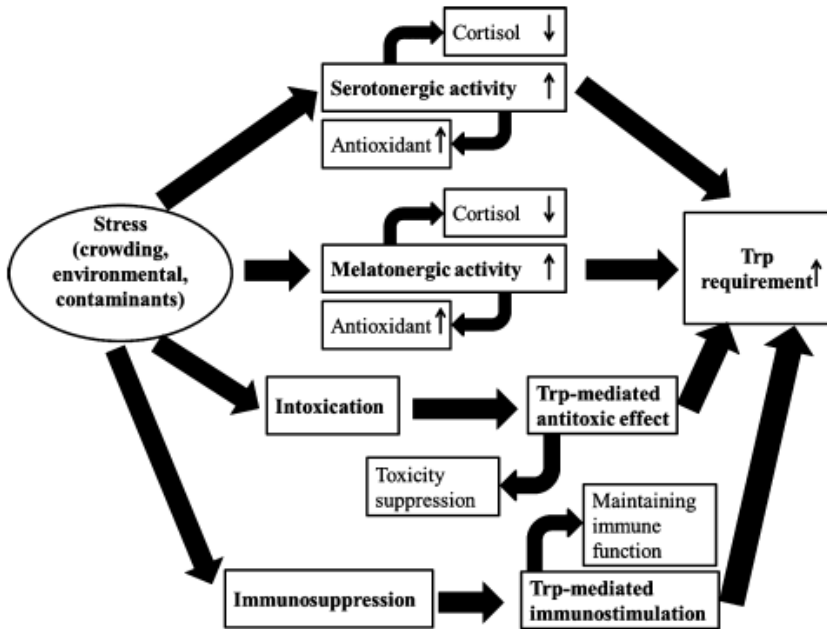 Cortisol ↓
Serotonergic activity ↑
Antioxidant ↑
Stress
(crowding,
environmental,
contaminants)
Cortisol ↓
Melatonergic activity ↑
Antioxidant ↑
Trp
requirement ↑
Intoxication
Trp-mediated
antitoxic effect
Toxicity
suppression
Maintaining
immune
function
Immunosuppression
Trp-mediated
immunostimulation